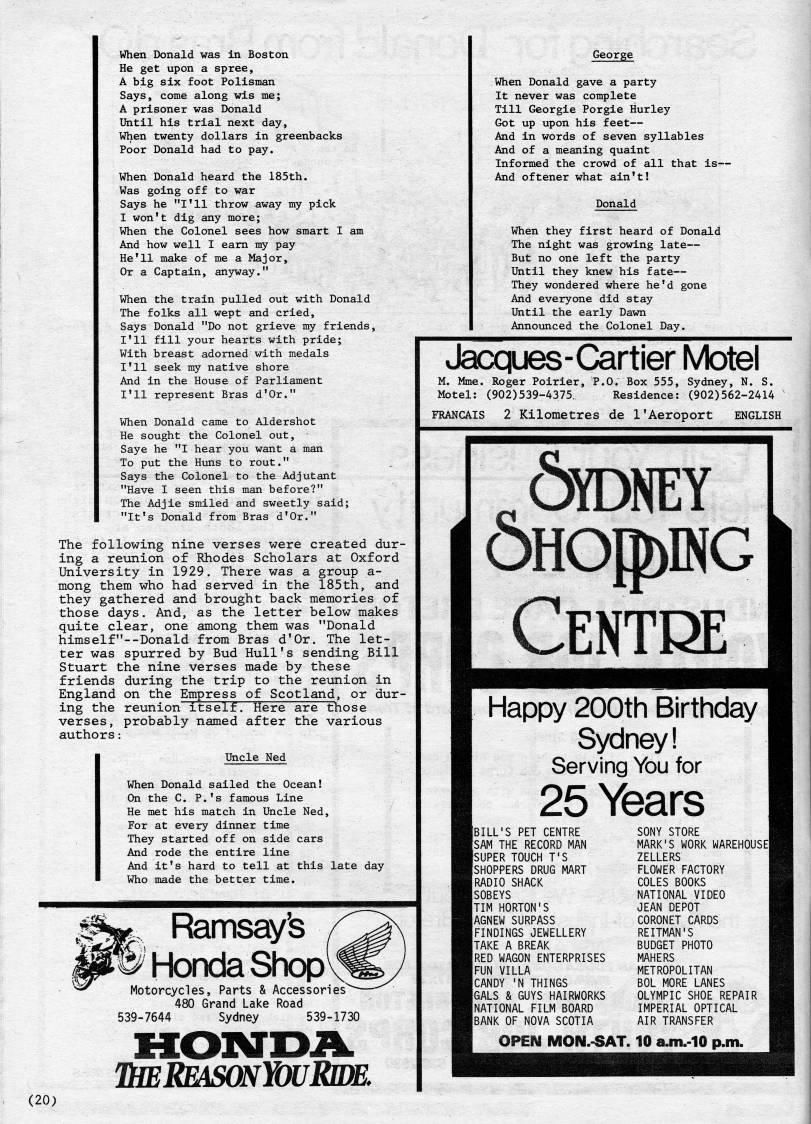 When Donald was in Boston
He get upon a spree,
A big six foot Polisman
Says, come along wis me;
A prisoner was Donald
Until his trial next day,
When twenty dollars in greenbacks
Poor Donald had to pay.

When Donald heard the 185th.
Was going off to war
Says he "I'll throw away my pick
I won't dig any more;
When the Colonel sees how smart I am
And how well I earn my pay
He'll make of me a Major,
Or a Captain, anyway."

When the train pulled out with Donald
The folks all wept and cried,
Says Donald "Do not grieve my friends,
I'll fill your hearts with pride;
With breast adorned with medals
I'll seek my native shore
And in the House of Parliament
I'll represent Bras d'Or."

When Donald came to Aldershot
He sought the Colonel out,
Saye he "I hear you want a man
To put the Huns to rout."
Says the Colonel to the Adjutant
"Have I seen this man before?"
The Adjie smiled and sweetly said;
"It's Donald from Bras d'Or."

The following nine verses were created dur-
ing a reunion of Rhodes Scholars at Oxford
University in 1929. There was a group a-
mong them who had served in the 185th, and
they gathered and brought back memories of
those days. And, as the letter below makes
quite clear, one among them was "Donald
himself"--Donald from Bras d'Or. The let-
ter was spurred by Bud Hull's sending Bill
Stuart the nine verses made by these
friends during the trip to the reunion in
England on the Empress of Scotland, or dur-
ing the reunion itself. Here are those
verses, probably named after the various
authors:

Uncle Ned

When Donald sailed the Ocean!
On the C. P.'s famous Line
He met his match in Uncle Ned,
For at every dinner time
They started off on side cars
And rode the entire line
And it's hard to tell at this late day
Who made the better time.

Ramsay's
Honda Shop
Motorcycles, Parts & Accessories
480 Grand Lake Road
539-7644 Sydney 539-1730
HONDA
THE REASON YOU RIDE.

(20)

George

When Donald gave a party
It never was complete
Till Georgie Porgie Hurley
Got up upon his feet--
And in words of seven syllables
And of a meaning quaint
Informed the crowd of all that is--
And oftener what ain't!

Donald

When they first heard of Donald
The night was growing late--
But no one left the party
Until they knew his fate--
They wondered where he'd gone
And everyone did stay
Until the early Dawn
Announced the Colonel Day.

Jacques-Cartier Motel
M. Mme. Roger Poirier, P.O. Box 555, Sydney, N. S.
Motel: (902)539-4375 Residence: (902)562-2414
FRANCAIS 2 Kilometres de l'Aeroport ENGLISH

SYDNEY
SHOPPING
CENTRE

Happy 200th Birthday
Sydney!
Serving You for
25 Years
BILL'S PET CENTRE
SAM THE RECORD MAN
SUPER TOUCH T'S
SHOPPERS DRUG MART
RADIO SHACK
SOBEYS
TIM HORTON'S
AGNEW SURPASS
FINDINGS JEWELLERY
TAKE A BREAK
RED WAGON ENTERPRISES
FUN VILLA
CANDY 'N THINGS
GALS & GUYS HAIRWORKS
NATIONAL FILM BOARD
BANK OF NOVA SCOTIA
SONY STORE
MARK'S WORK WAREHOUSE
ZELLERS
FLOWER FACTORY
COLES BOOKS
NATIONAL VIDEO
JEAN DEPOT
CORONET CARDS
REITMAN'S
BUDGET PHOTO
MAHERS
METROPOLITAN
BOL MORE LANES
OLYMPIC SHOE REPAIR
IMPERIAL OPTICAL
AIR TRANSFER
OPEN MON.-SAT. 10 a.m.-10 p.m.